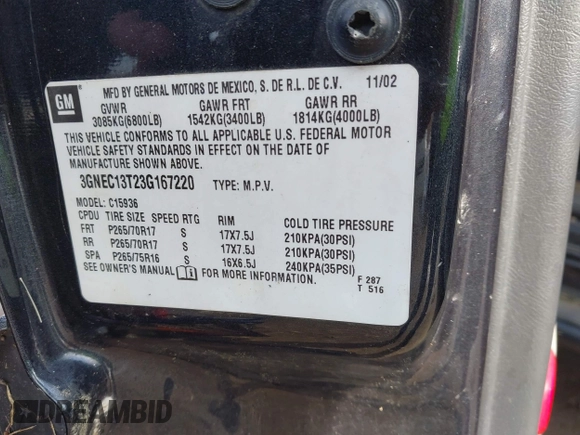 GM
MFD BY GENERAL MOTORS DE MEXICO, S. DE R.L. DE C.V. 11/02
GVWR GAWR FRT GAWR RR
3085KG(6800LB) 1542KG(3400LB) 1814KG(4000LB)
THIS VEHICLE CONFORMS TO ALL APPLICABLE U.S. FEDERAL MOTOR
VEHICLE SAFETY STANDARDS IN EFFECT ON THE DATE OF
MANUFACTURE SHOWN ABOVE.
3GNEC13T23G167220 TYPE: M.P.V.
MODEL: C15936
CPDU TIRE SIZE SPEED RTG RIM COLD TIRE PRESSURE
FRT P265/70R17 S 17X7.5J 210KPA(30PSI)
RR P265/70R17 S 17X7.5J 210KPA(30PSI)
SPA P265/75R16 S 16X6.5J 240KPA(35PSI)
SEE OWNER'S MANUAL FOR MORE INFORMATION.
F 287
T 516
DREAMBID